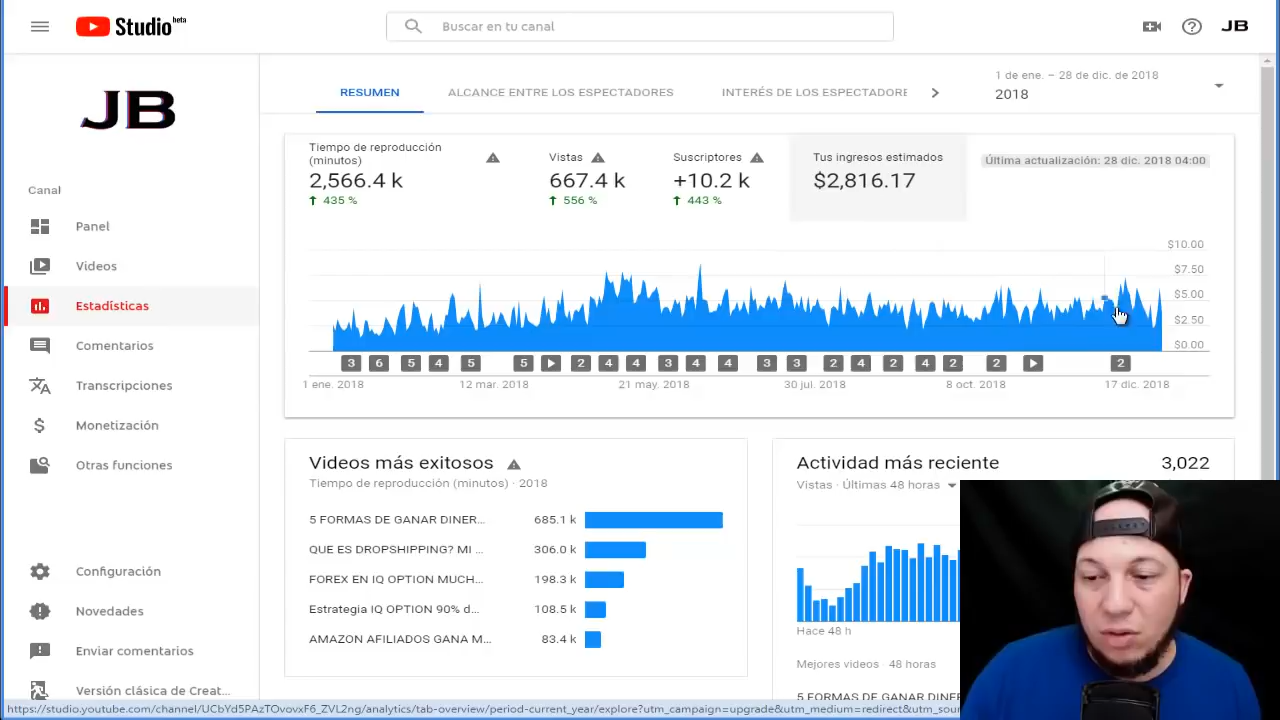 Studio beta
Buscar en tu canal
JB
JB
Canal
Panel
Videos
Estadísticas
Comentarios
Transcripciones
Monetización
Otras funciones
Configuración
Novedades
Enviar comentarios
Versión clásica de Creat...
RESUMEN
ALCANCE ENTRE LOS ESPECTADORES
INTERÉS DE LOS ESPECTADORE
1 de ene. – 28 de dic. de 2018
2018
Tiempo de reproducción (minutos)
2,566.4 k
435 %
Vistas
667.4 k
556 %
Suscriptores
+10.2 k
443 %
Tus ingresos estimados
$2,816.17
Última actualización: 28 dic. 2018 04:00
$10.00
$7.50
$5.00
$2.50
$0.00
3 6 5 4 5 5 2 4 4 3 4 4 3 3 2 4 2 4 2 2 2
1 ene. 2018 12 mar. 2018 21 may. 2018 30 jul. 2018 8 oct. 2018 17 dic. 2018
Videos más exitosos
Tiempo de reproducción (minutos) · 2018
5 FORMAS DE GANAR DINER... 685.1 k
QUE ES DROPSHIPPING? MI ... 306.0 k
FOREX EN IQ OPTION MUCH... 198.3 k
Estrategia IQ OPTION 90% d... 108.5 k
AMAZON AFILIADOS GANA M... 83.4 k
Actividad más reciente
3,022
Vistas · Últimas 48 horas
Hace 48 h
Mejores videos · 48 horas
5 FORMAS DE GANAR DINE
https://studio.youtube.com/channel/UCbYd5PAzTOvovxF6_ZVL2ng/analytics/tab-overview/period-current_year/explore?utm_campaign=upgrade&utm_medium=redirect&utm_sour